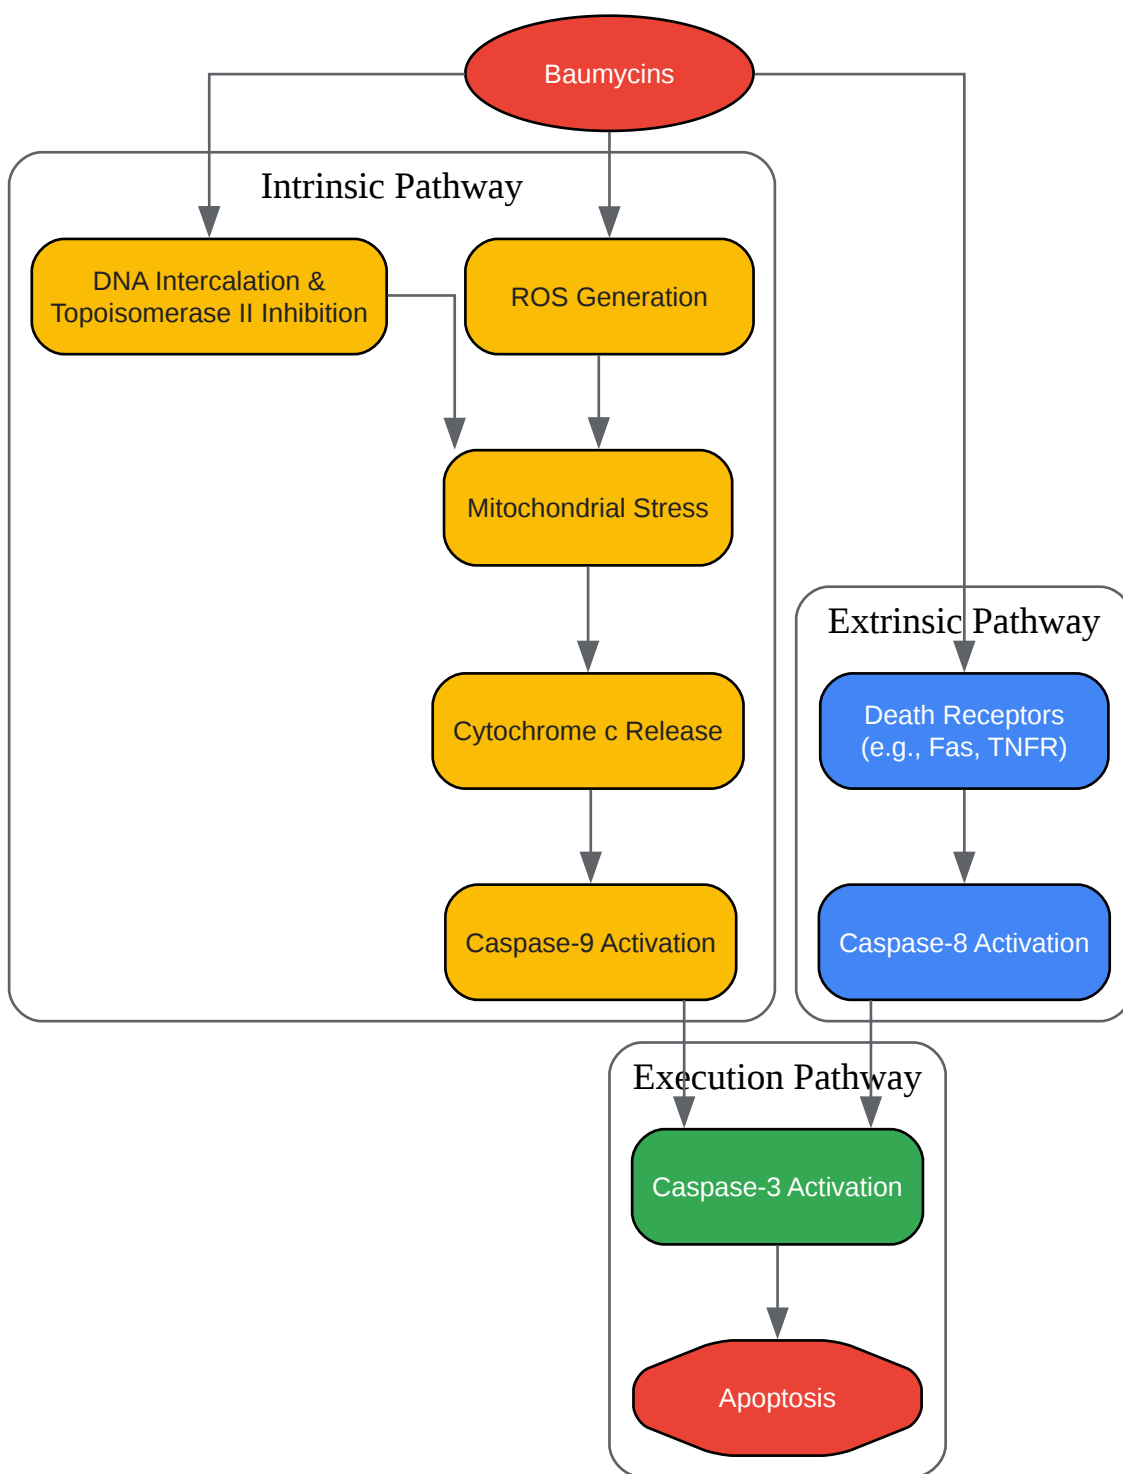 Baumycins
Intrinsic Pathway
DNA Intercalation &
Topoisomerase II Inhibition
ROS Generation
Mitochondrial Stress
Extrinsic Pathway
Cytochrome c Release
Death Receptors
(e.g., Fas, TNFR)
Caspase-9 Activation
Caspase-8 Activation
Execution Pathway
Caspase-3 Activation
Apoptosis